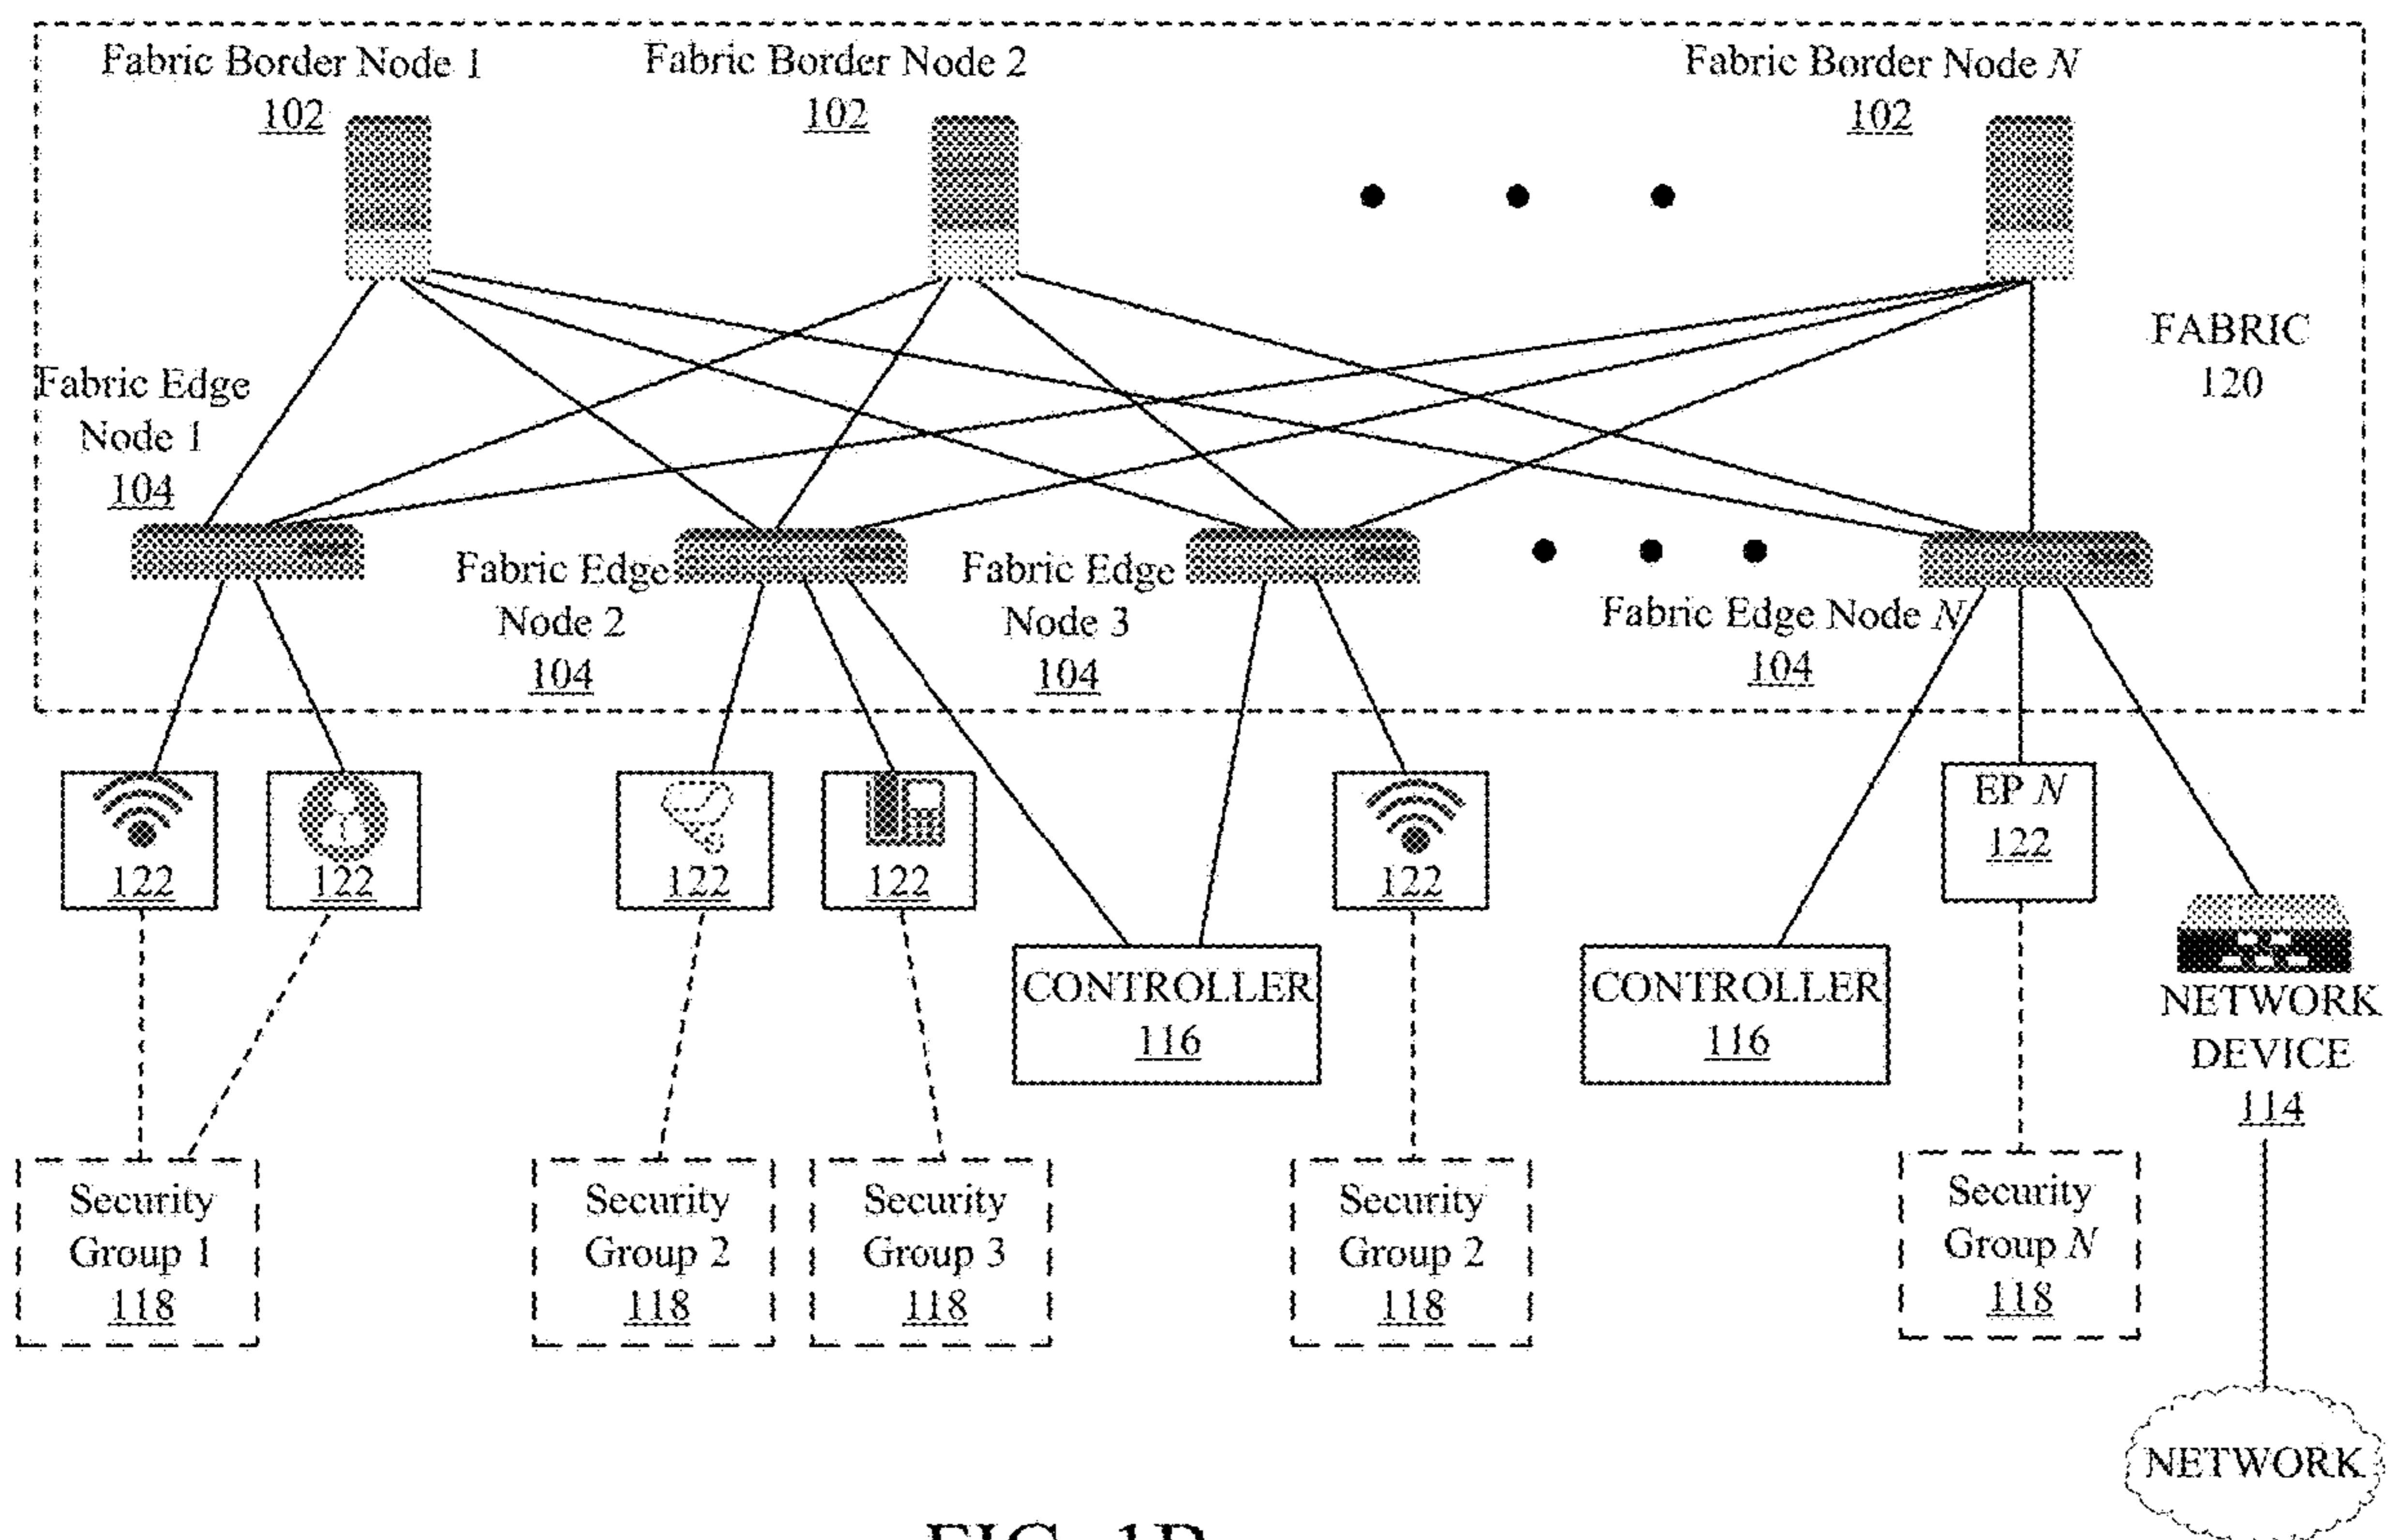 Fabric Border Node 1
102
Fabric Border Node 2
102
Fabric Border Node N
102
FABRIC
120
Fabric Edge
Node 1
104
Fabric Edge
Node 2
104
Fabric Edge
Node 3
104
Fabric Edge Node N
104
122
122
122
122
122
EP N
122
CONTROLLER
116
CONTROLLER
116
NETWORK
DEVICE
114
Security
Group 1
118
Security
Group 2
118
Security
Group 3
118
Security
Group 2
118
Security
Group N
118
NETWORK